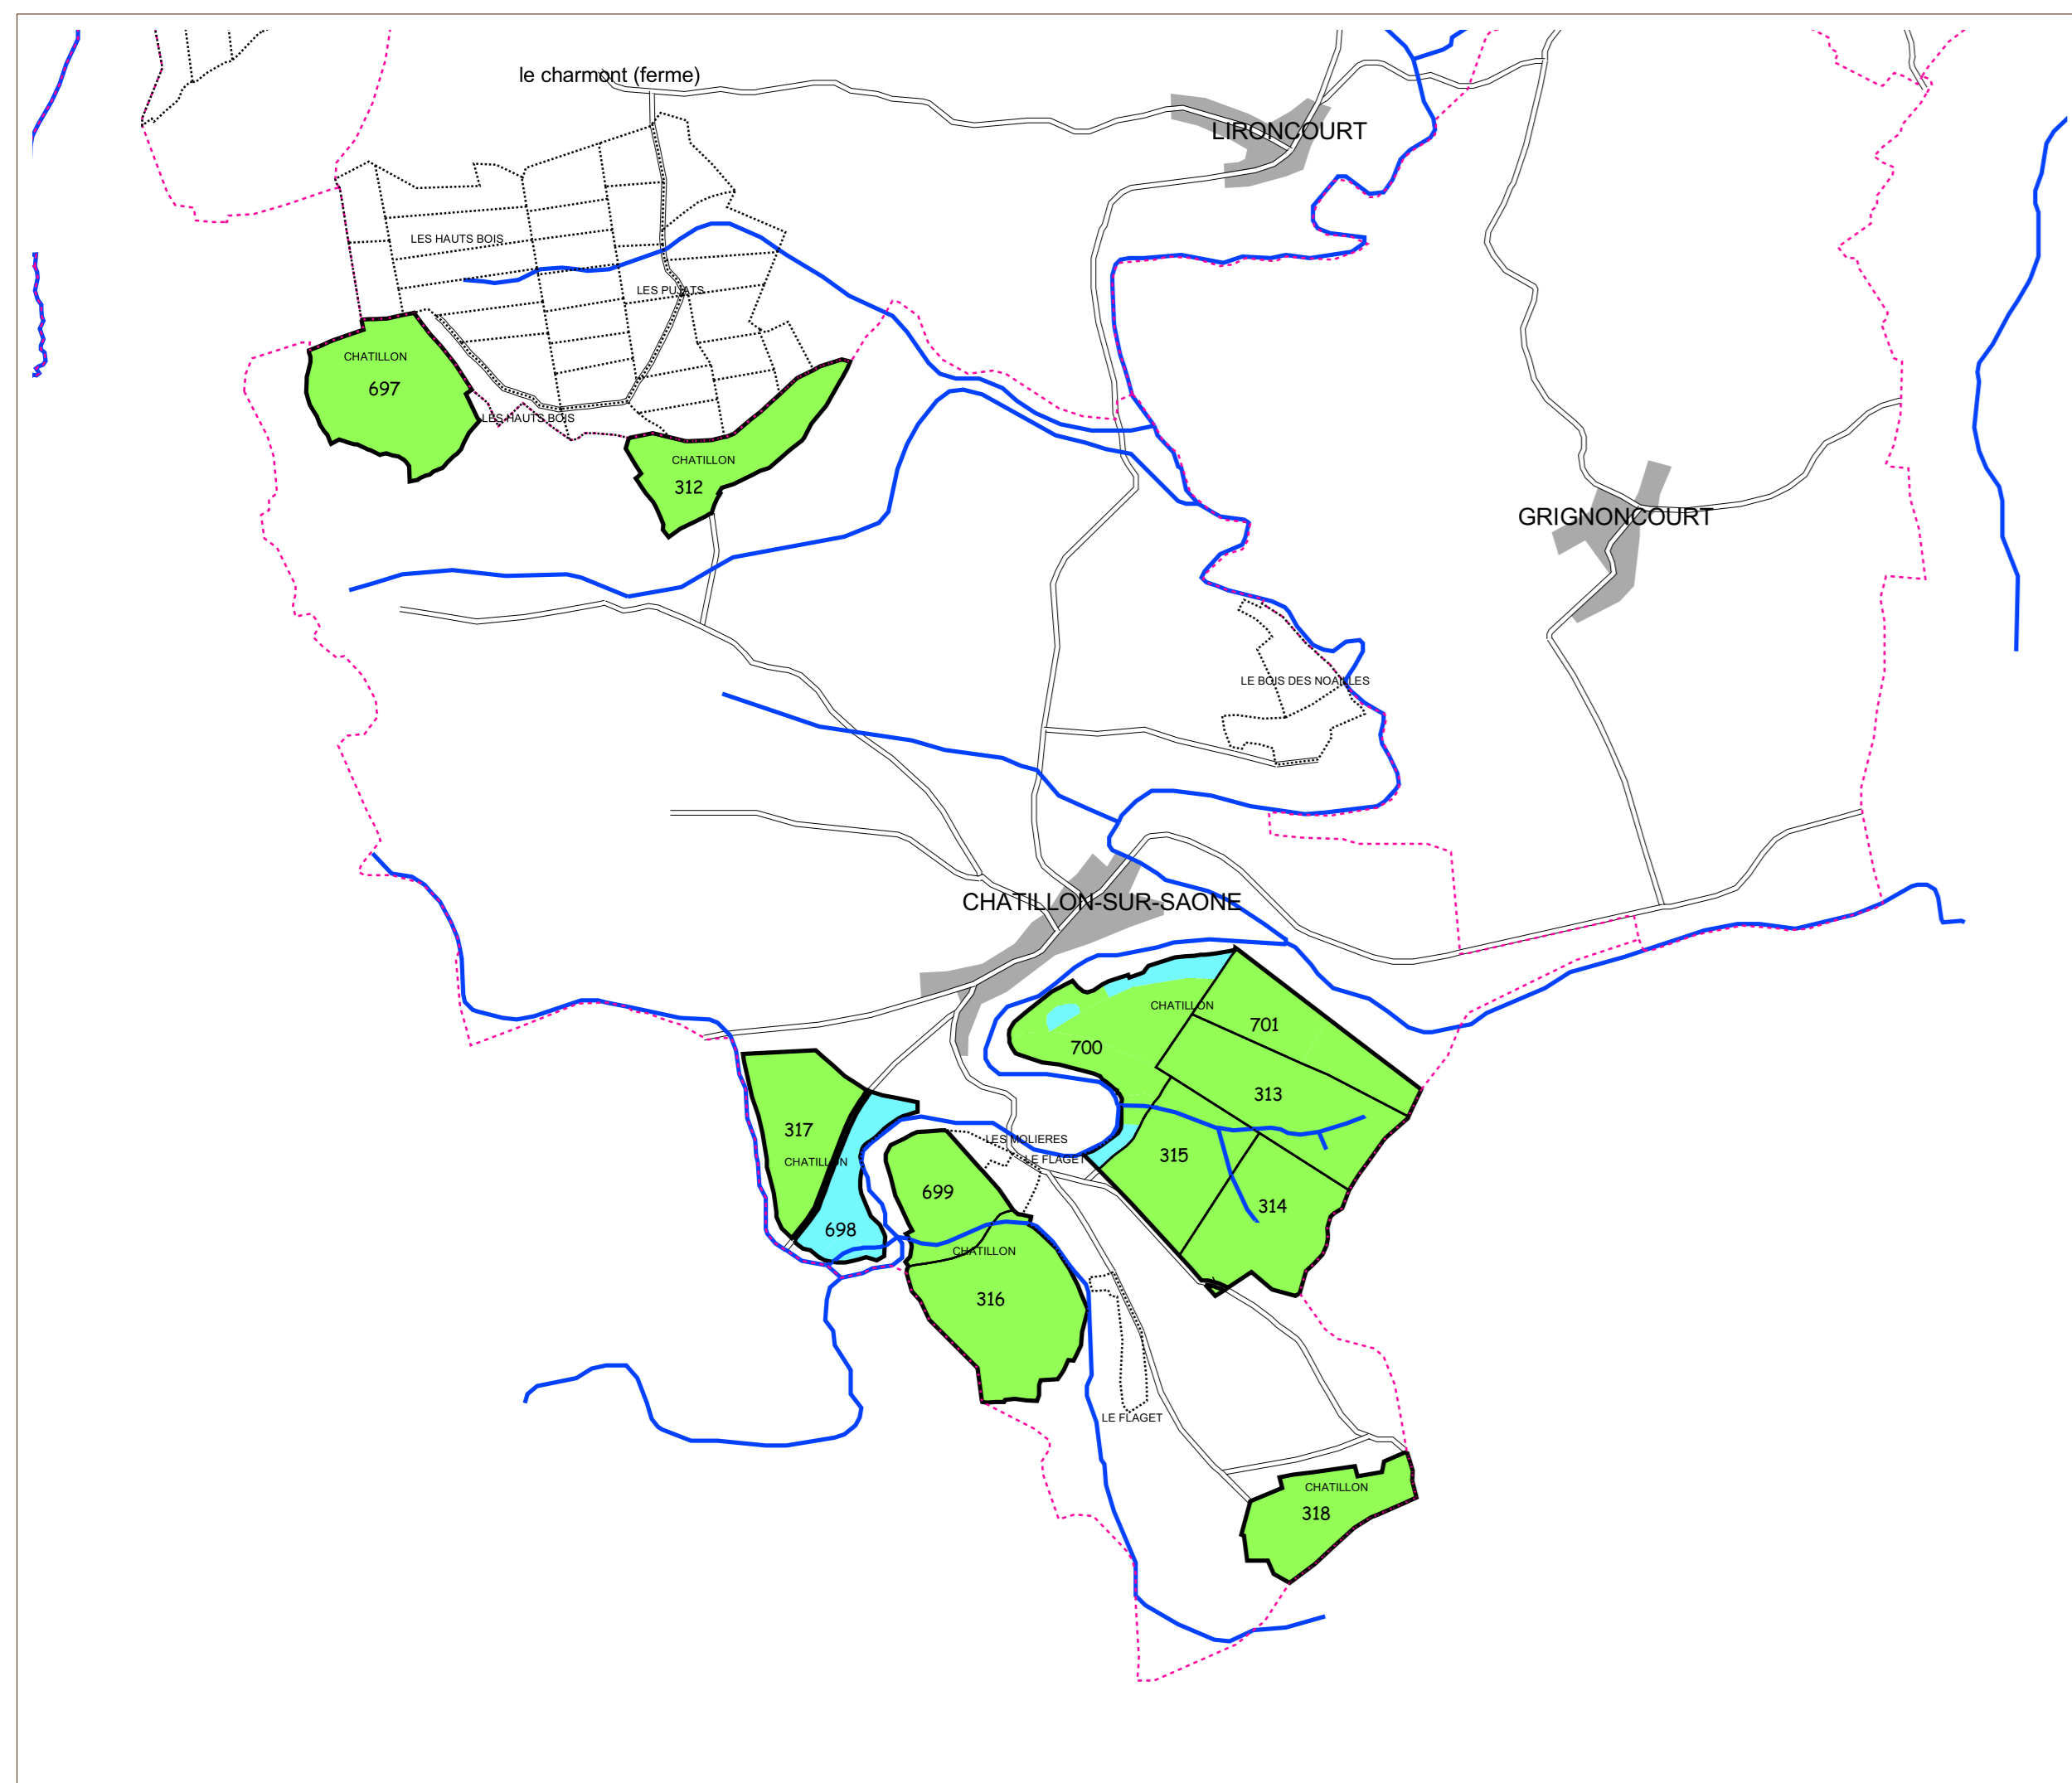 le charmont (ferme)
LIRONCOURT
LES HAUTS BOIS
LES PUJATS
CHATILLON
697
LES HAUTS BOIS
CHATILLON
312
GRIGNONCOURT
LE BOIS DES NOAILLES
CHATILLON-SUR-SAONE
CHATILLON
701
700
313
317
LES MOLIERES
315
LE FLAGET
CHATILLON
699
314
698
CHATILLON
316
LE FLAGET
CHATILLON
318